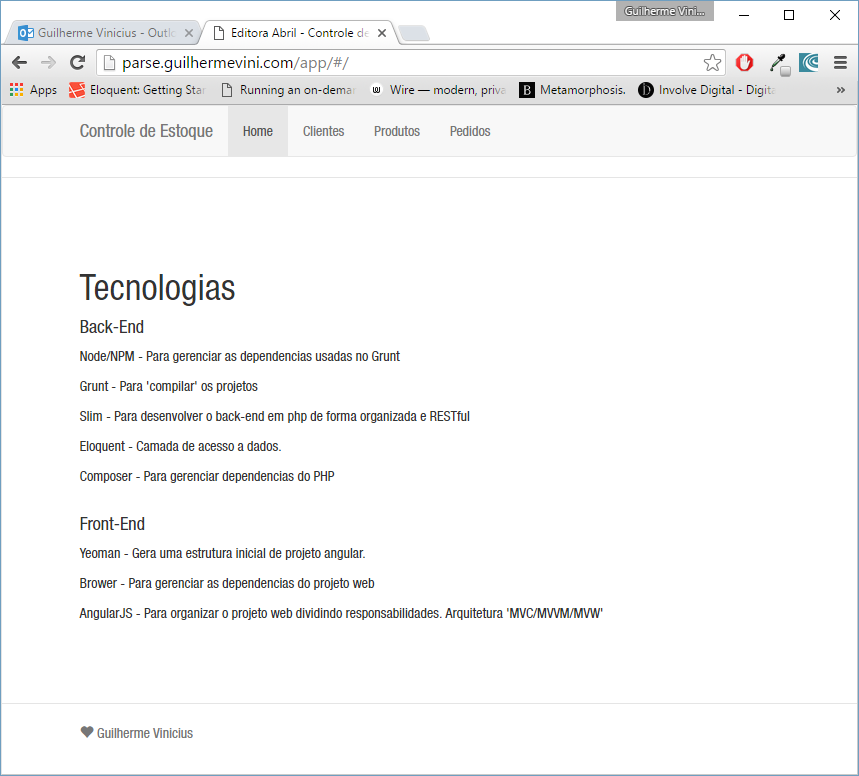 Guilherme Vini...
Guilherme Vinicius - Outlo
Editora Abril - Controle de
parse.guilhermevini.com/app/#/
Apps
Eloquent: Getting Star
Running an on-demar
Wire — modern, priva
Metamorphosis.
Involve Digital - Digita
»
Controle de Estoque
Home
Clientes
Produtos
Pedidos
Tecnologias
Back-End
Node/NPM - Para gerenciar as dependencias usadas no Grunt
Grunt - Para 'compilar' os projetos
Slim - Para desenvolver o back-end em php de forma organizada e RESTful
Eloquent - Camada de acesso a dados.
Composer - Para gerenciar dependencias do PHP
Front-End
Yeoman - Gera uma estrutura inicial de projeto angular.
Brower - Para gerenciar as dependencias do projeto web
AngularJS - Para organizar o projeto web dividindo responsabilidades. Arquitetura 'MVC/MVVM/MVW'
♥ Guilherme Vinicius